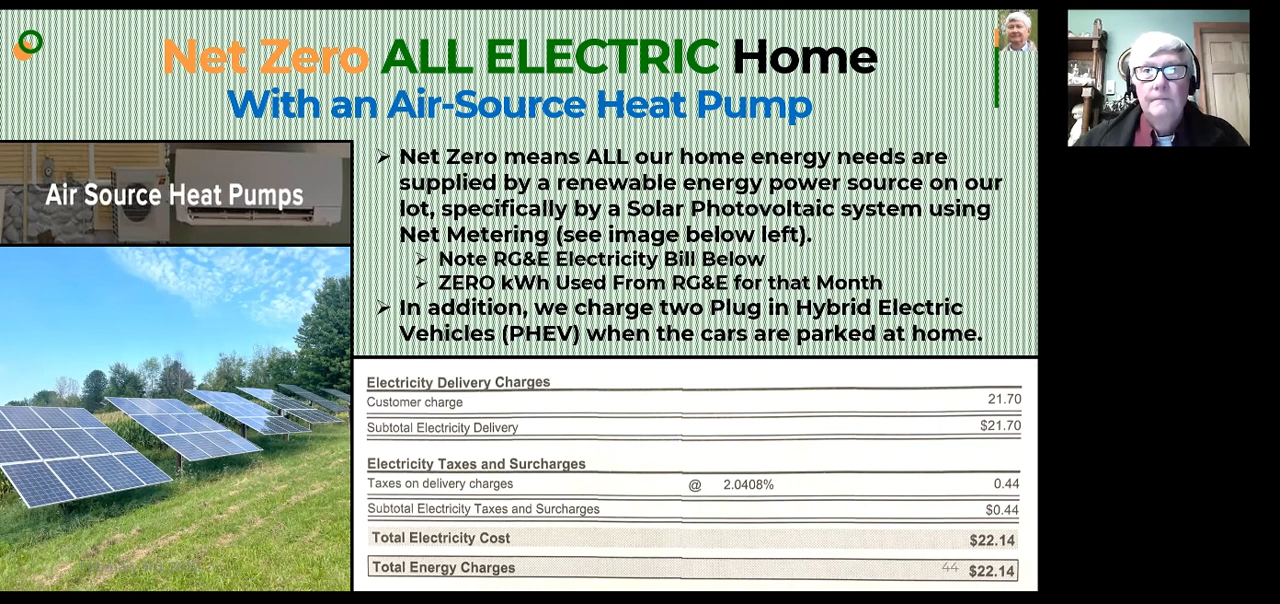 Net Zero ALL ELECTRIC Home
With an Air-Source Heat Pump
Air Source Heat Pumps
➢ Net Zero means ALL our home energy needs are
supplied by a renewable energy power source on our
lot, specifically by a Solar Photovoltaic system using
Net Metering (see image below left).
➢ Note RG&E Electricity Bill Below
➢ ZERO kWh Used From RG&E for that Month
➢ In addition, we charge two Plug in Hybrid Electric
Vehicles (PHEV) when the cars are parked at home.
Electricity Delivery Charges
Customer charge 21.70
Subtotal Electricity Delivery $21.70
Electricity Taxes and Surcharges
Taxes on delivery charges @ 2.0408% 0.44
Subtotal Electricity Taxes and Surcharges $0.44
Total Electricity Cost $22.14
Total Energy Charges $22.14
44